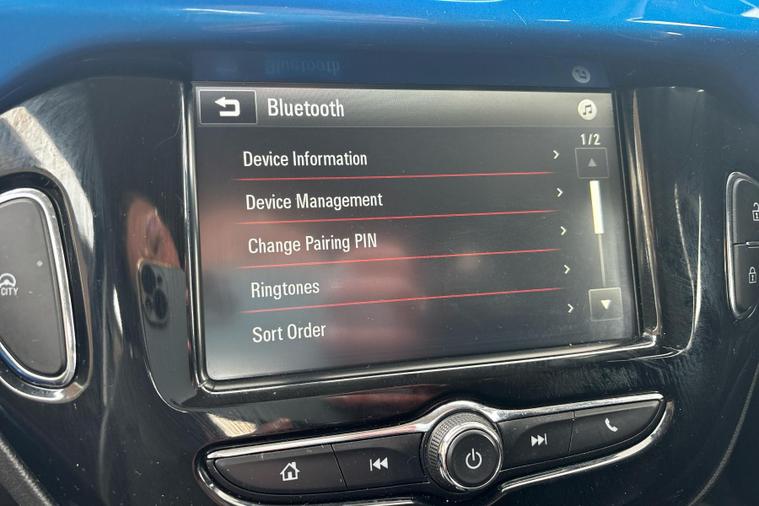 Bluetooth
1/2
Device Information
Device Management
Change Pairing PIN
Ringtones
Sort Order
CITY